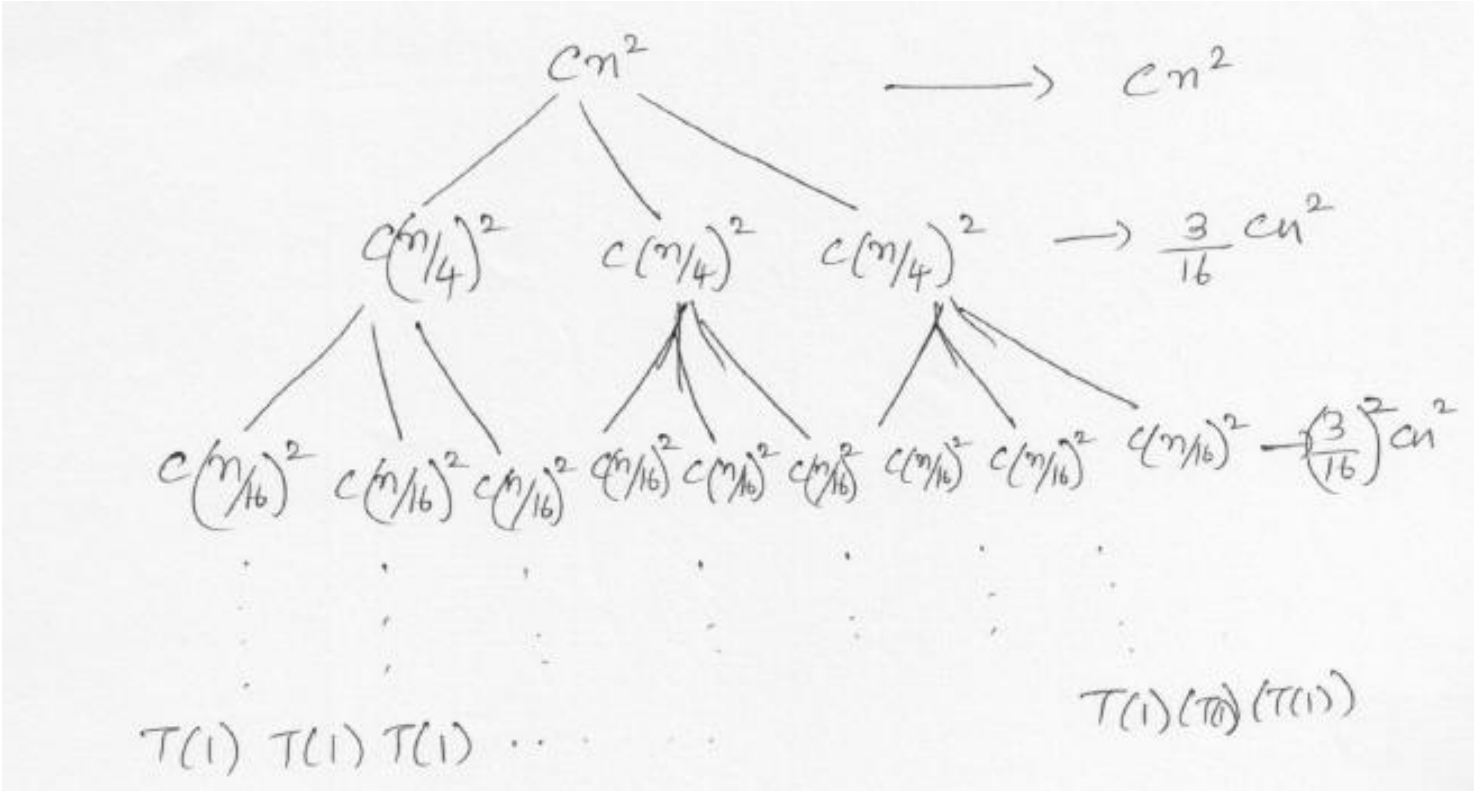 Cn² → Cn²
C(n/4)² C(n/4)² C(n/4)² → 3/16 Cn²
C(n/16)² C(n/16)² C(n/16)² C(n/16)² C(n/16)² C(n/16)² C(n/16)² C(n/16)² C(n/16)² → (3/16)² Cn²
T(1) T(1) T(1) ..... T(1) (T(1)) (T(1))